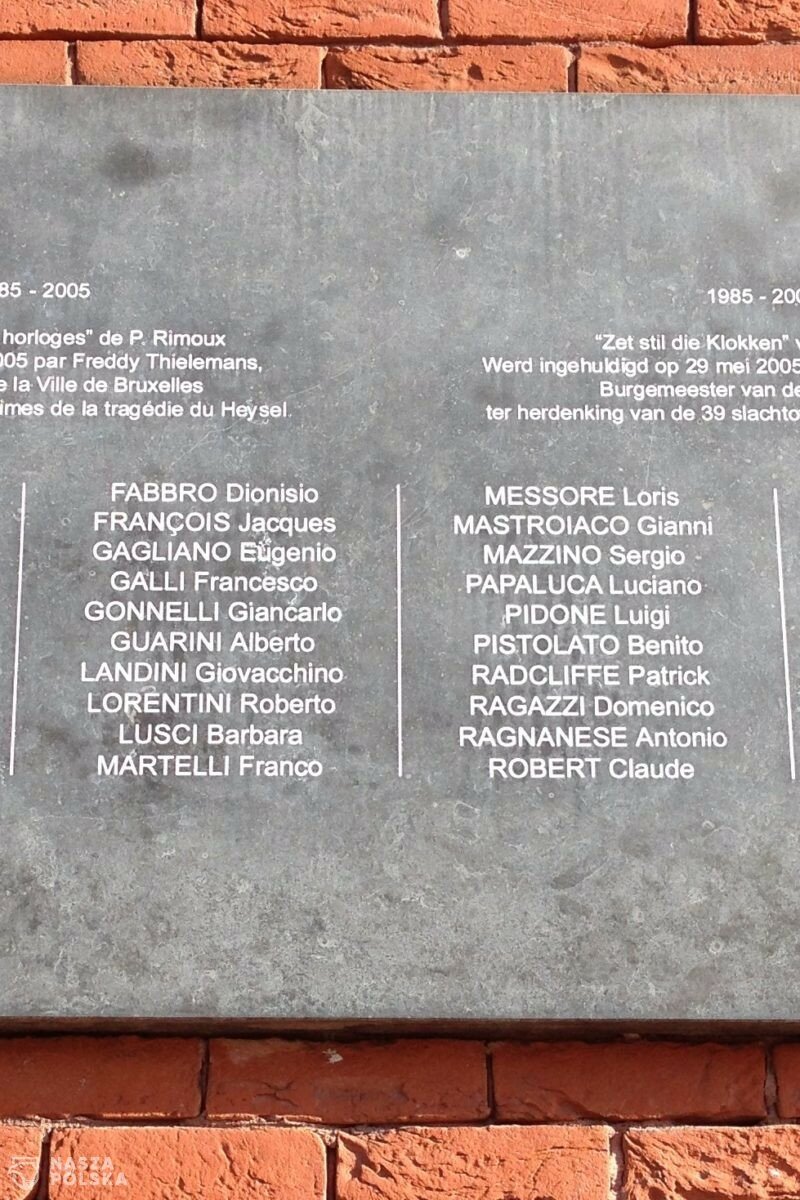 85 - 2005
horloges" de P. Rimoux
005 par Freddy Thielemans,
e la Ville de Bruxelles
imes de la tragédie du Heysel.
1985 - 200
"Zet stil die Klokken" v
Werd ingehuldigd op 29 mei 2005
Burgemeester van de
ter herdenking van de 39 slachto
FABBRO Dionisio
FRANÇOIS Jacques
GAGLIANO Eugenio
GALLI Francesco
GONNELLI Giancarlo
GUARINI Alberto
LANDINI Giovacchino
LORENTINI Roberto
LUSCI Barbara
MARTELLI Franco
MESSORE Loris
MASTROIACO Gianni
MAZZINO Sergio
PAPALUCA Luciano
PIDONE Luigi
PISTOLATO Benito
RADCLIFFE Patrick
RAGAZZI Domenico
RAGNANESE Antonio
ROBERT Claude
NASZA
POLSKA